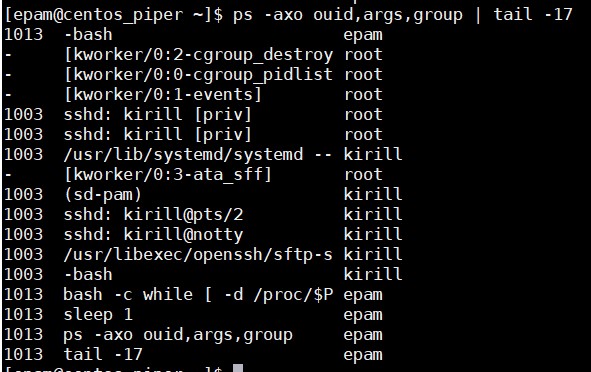 [epam@centos_piper ~]$ ps -axo ouid,args,group | tail -17
1013 -bash epam
- [kworker/0:2-cgroup_destroy root
- [kworker/0:0-cgroup_pidlist root
- [kworker/0:1-events] root
1003 sshd: kirill [priv] root
1003 sshd: kirill [priv] root
1003 /usr/lib/systemd/systemd -- kirill
- [kworker/0:3-ata_sff] root
1003 (sd-pam) kirill
1003 sshd: kirill@pts/2 kirill
1003 sshd: kirill@notty kirill
1003 /usr/libexec/openssh/sftp-s kirill
1003 -bash kirill
1013 bash -c while [ -d /proc/$P epam
1013 sleep 1 epam
1013 ps -axo ouid,args,group epam
1013 tail -17 epam
[epam@centos_piper ~]$